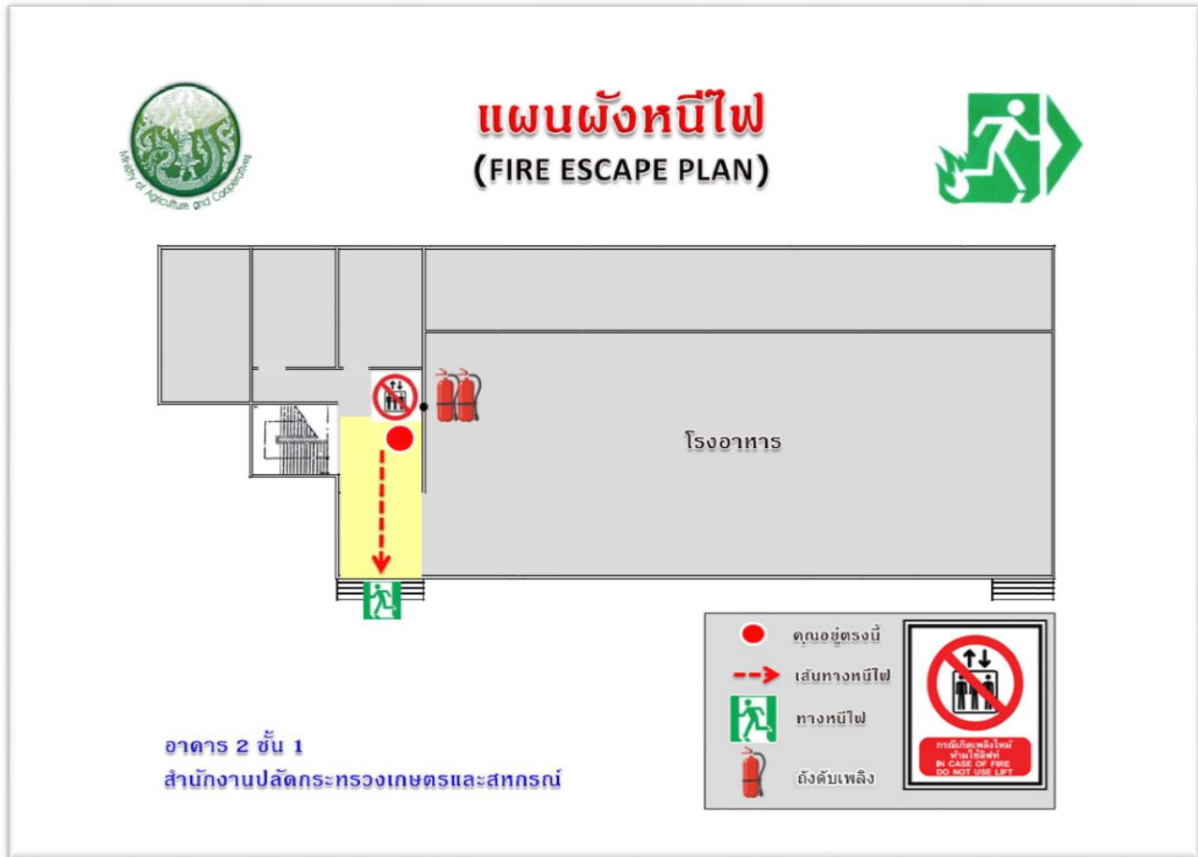 แผนผังหนีไฟ
(FIRE ESCAPE PLAN)
Ministry of Agriculture and Cooperatives
โรงอาหาร
คุณอยู่ตรงนี้
เส้นทางหนีไฟ
ทางหนีไฟ
ถังดับเพลิง
กรณีเกิดเพลิงไหม้
ห้ามใช้ลิฟท์
IN CASE OF FIRE
DO NOT USE LIFT
อาคาร 2 ชั้น 1
สำนักงานปลัดกระทรวงเกษตรและสหกรณ์